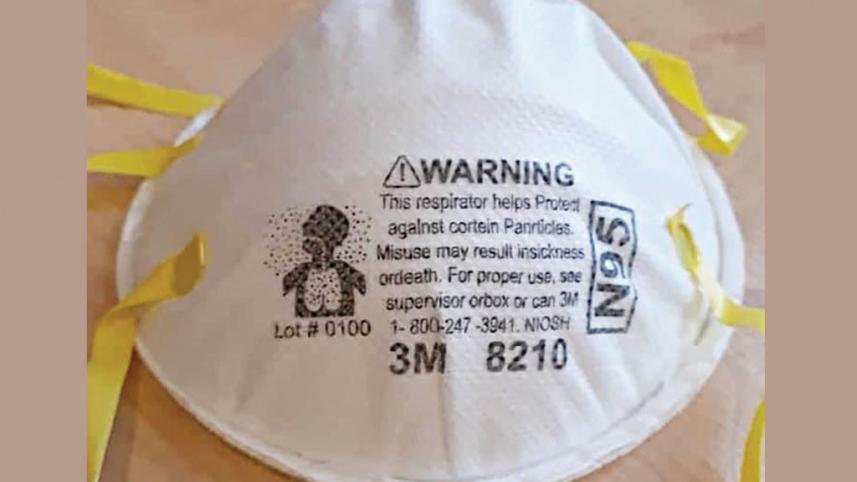 WARNING
This respirator helps Protect
against cortein Panrticles.
Misuse may result insickness
ordeath. For proper use, see
supervisor orbox or can 3M
Lot # 0100
1- 800-247 -3941. NIOSH
3M 8210
N95